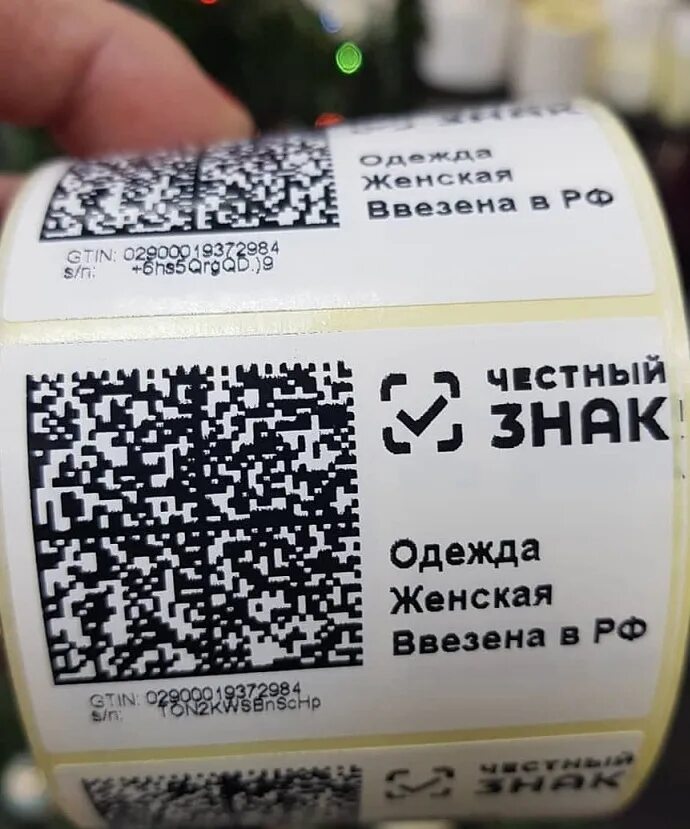 Одежда
Женская
Ввезена в РФ
GTIN: 02900019372984
s/n: +6hs5QrgQD.)9
ЧЕСТНЫЙ
ЗНАК
Одежда
Женская
Ввезена в РФ
GTIN: 02900019372984
s/n: TON2KWsBnScHp
ЧЕСТНЫЙ
ЗНАК